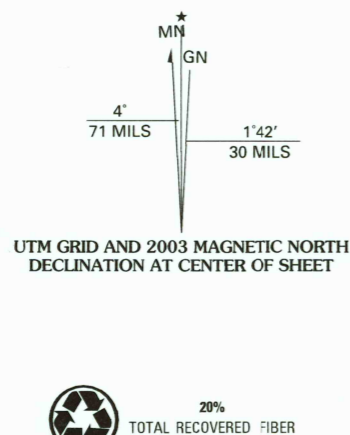 MN
GN
4°
71 MILS
1°42′
30 MILS
UTM GRID AND 2003 MAGNETIC NORTH
DECLINATION AT CENTER OF SHEET
20%
TOTAL RECOVERED FIBER